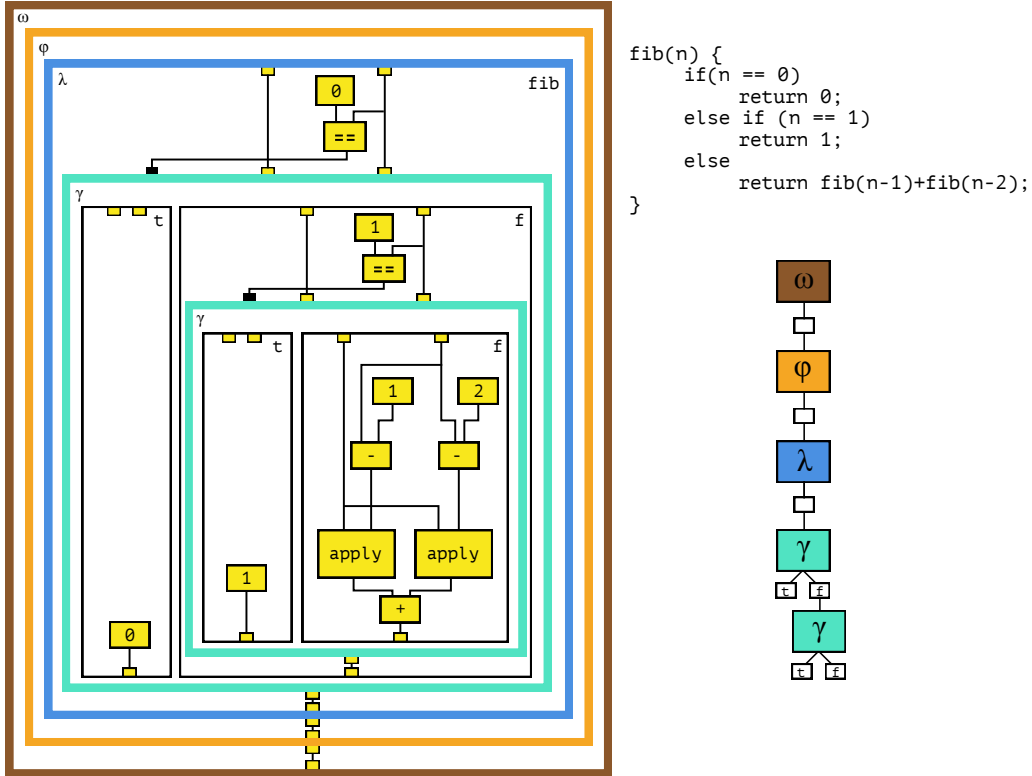 ω
φ
λ
fib
0
==
γ
t
f
1
==
γ
t
f
1
2
-
-
apply
apply
1
+
0
fib(n) {
if(n == 0)
return 0;
else if (n == 1)
return 1;
else
return fib(n-1)+fib(n-2);
}
ω
φ
λ
γ
t
f
γ
t
f